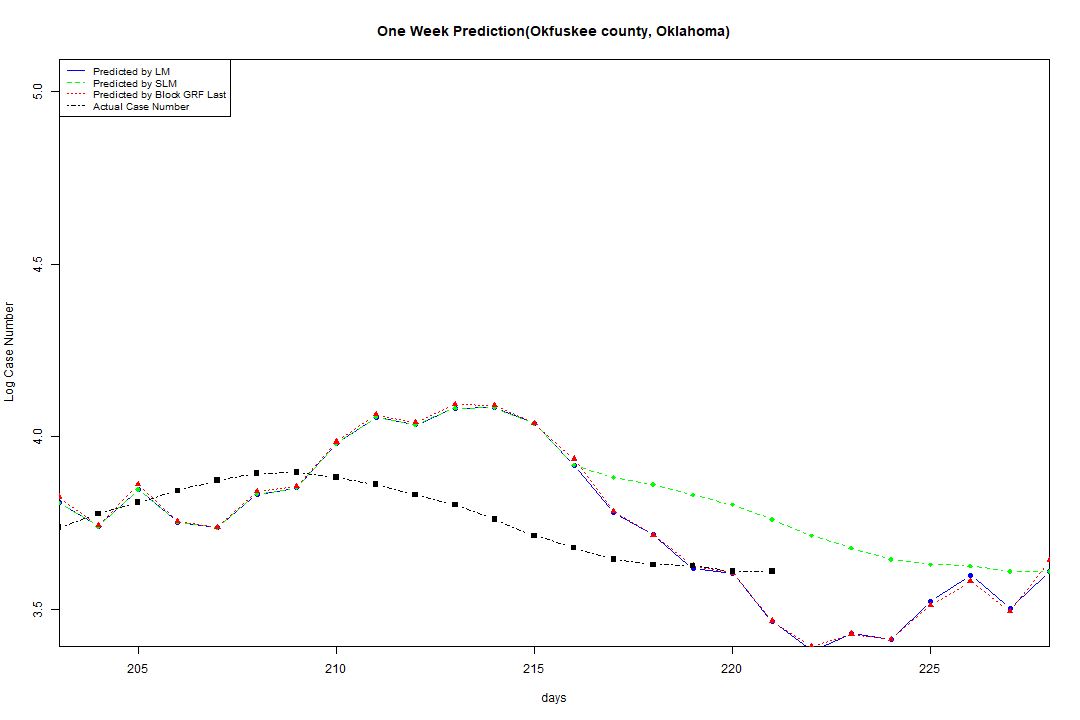 One Week Prediction(Okfuskee county, Oklahoma)
Predicted by LM
Predicted by SLM
Predicted by Block GRF Last
Actual Case Number
5.0
4.5
4.0
3.5
Log Case Number
205 210 215 220 225
days